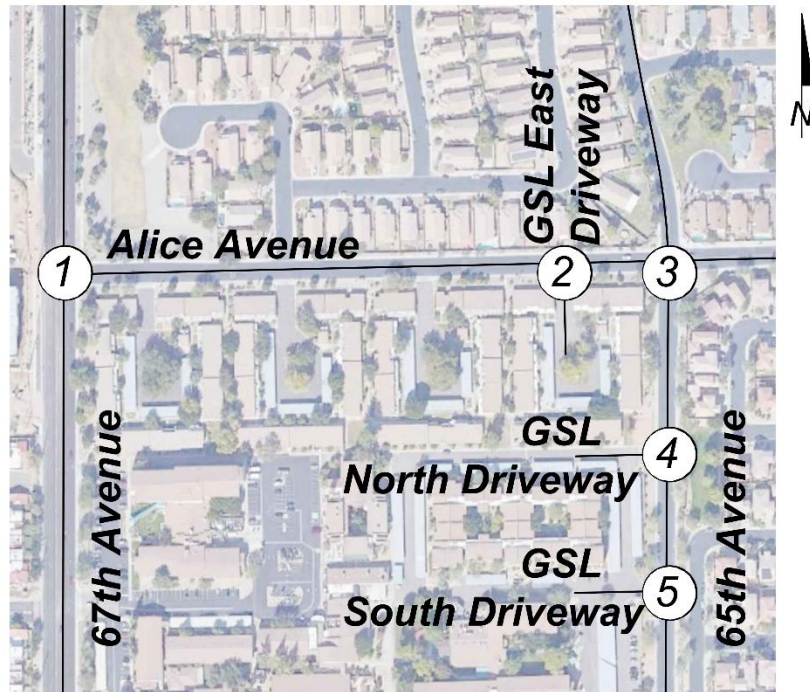 N
GSL East
Driveway
Alice Avenue
1
2
3
67th Avenue
GSL
North Driveway
4
GSL
South Driveway
5
65th Avenue